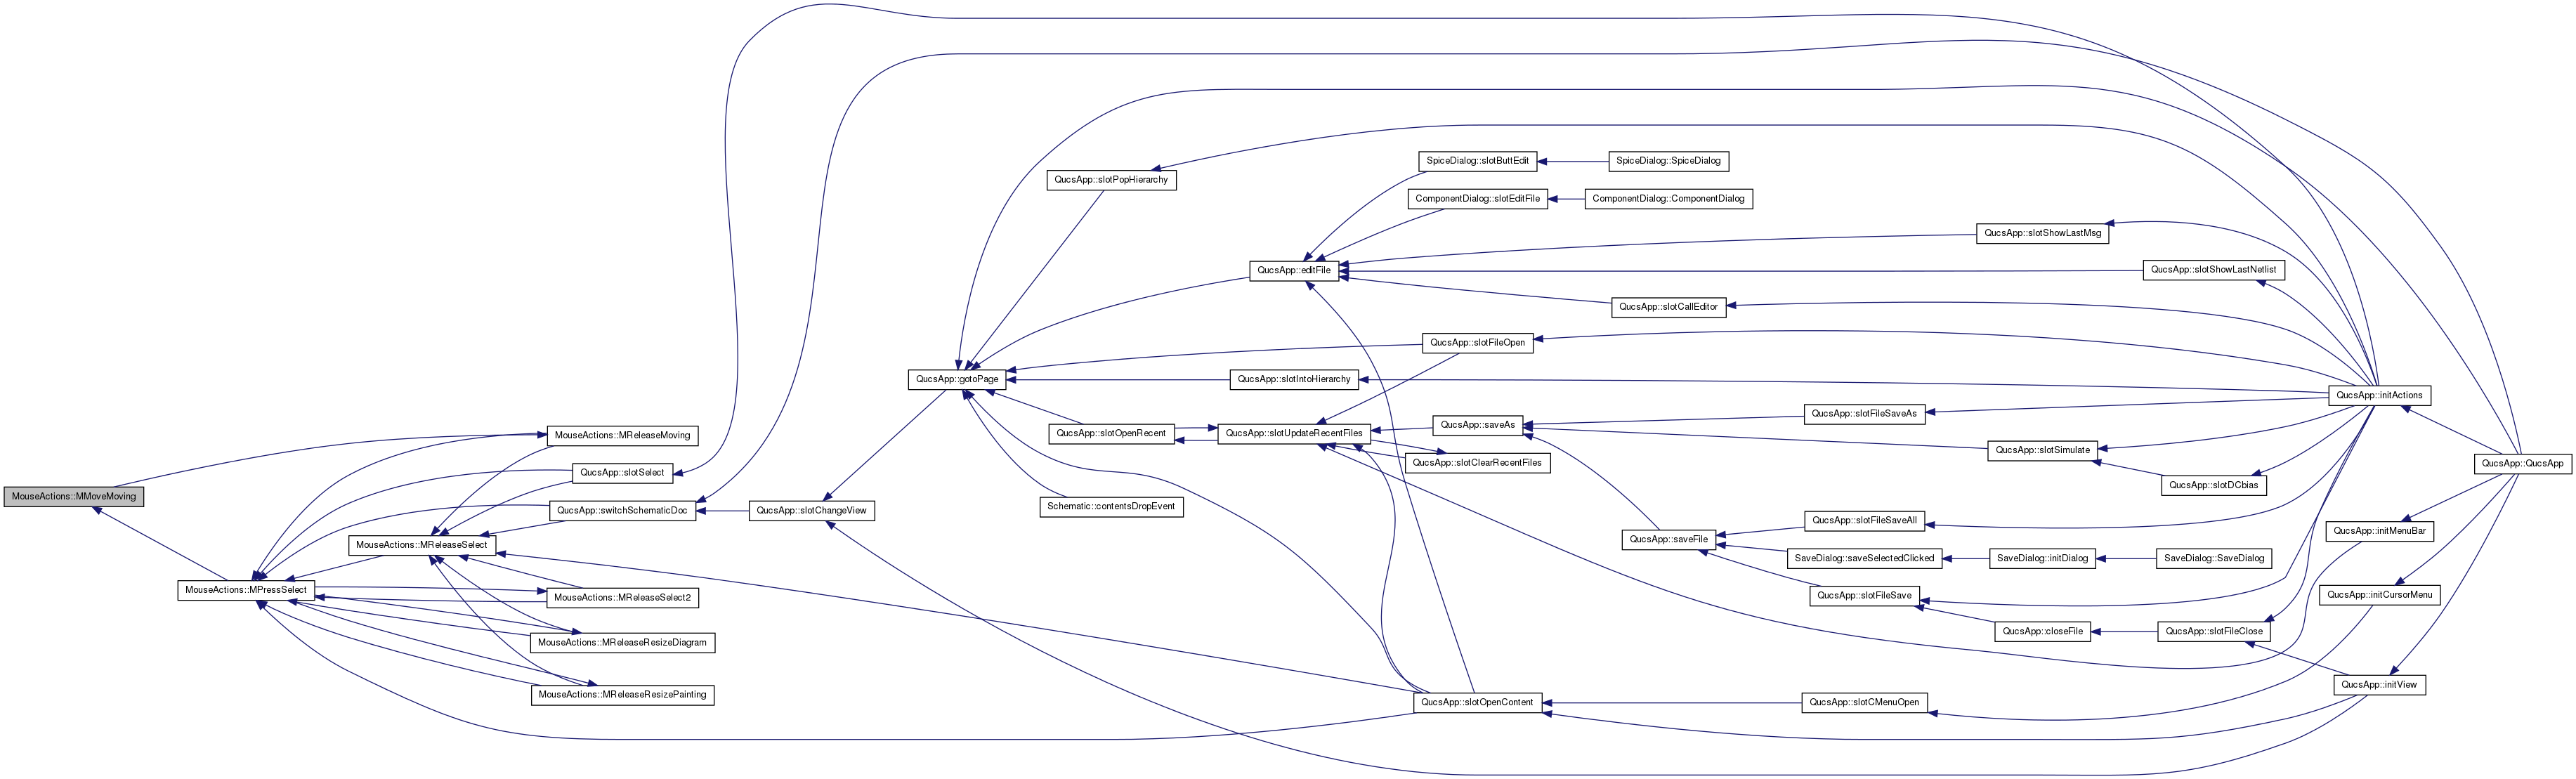 MouseActions::MMoveMoving
MouseActions::MPressSelect
MouseActions::MReleaseSelect
MouseActions::MReleaseMoving
QucsApp::slotSelect
QucsApp::switchSchematicDoc
MouseActions::MReleaseSelect2
MouseActions::MReleaseResizeDiagram
MouseActions::MReleaseResizePainting
QucsApp::slotChangeView
QucsApp::gotoPage
QucsApp::slotPopHierarchy
QucsApp::slotOpenRecent
Schematic::contentsDropEvent
QucsApp::editFile
QucsApp::slotIntoHierarchy
QucsApp::slotUpdateRecentFiles
SpiceDialog::slotButtEdit
ComponentDialog::slotEditFile
QucsApp::slotFileOpen
QucsApp::saveAs
QucsApp::slotClearRecentFiles
QucsApp::slotOpenContent
SpiceDialog::SpiceDialog
ComponentDialog::ComponentDialog
QucsApp::slotCallEditor
QucsApp::saveFile
QucsApp::slotFileSaveAs
QucsApp::slotFileSaveAll
SaveDialog::saveSelectedClicked
QucsApp::slotFileSave
QucsApp::slotCMenuOpen
QucsApp::slotShowLastMsg
QucsApp::slotSimulate
SaveDialog::initDialog
QucsApp::closeFile
QucsApp::slotShowLastNetlist
QucsApp::slotDCbias
SaveDialog::SaveDialog
QucsApp::slotFileClose
QucsApp::initActions
QucsApp::initMenuBar
QucsApp::initCursorMenu
QucsApp::initView
QucsApp::QucsApp